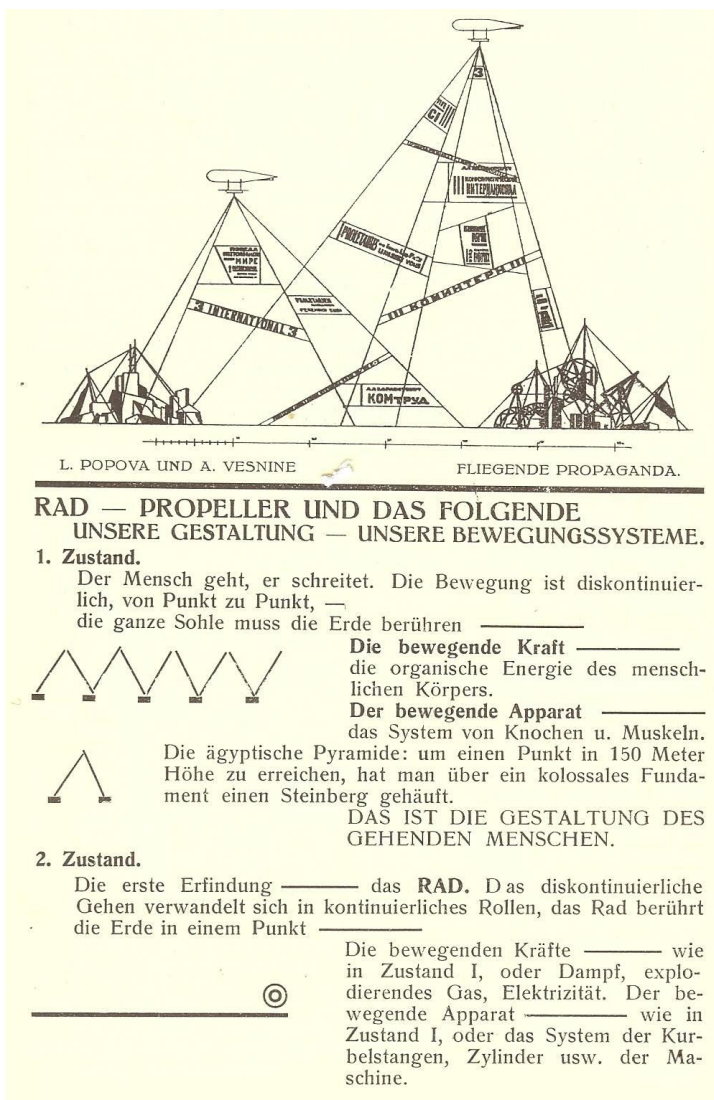 3
III
ИНТЕРНАЦИОНАЛ
МИРЕ
PROLETAIRES
3 INTERNATIONAL 3
III КОМИНТЕРН III
L. POPOVA UND A. VESNINE
FLIEGENDE PROPAGANDA.
RAD — PROPELLER UND DAS FOLGENDE
UNSERE GESTALTUNG — UNSERE BEWEGUNGSSYSTEME.
1. Zustand.
Der Mensch geht, er schreitet. Die Bewegung ist diskontinuier-
lich, von Punkt zu Punkt, —
die ganze Sohle muss die Erde berühren ———
Die bewegende Kraft ———
die organische Energie des mensch-
lichen Körpers.
Der bewegende Apparat ———
das System von Knochen u. Muskeln.
Die ägyptische Pyramide: um einen Punkt in 150 Meter
Höhe zu erreichen, hat man über ein kolossales Funda-
ment einen Steinberg gehäuft.
DAS IST DIE GESTALTUNG DES
GEHENDEN MENSCHEN.
2. Zustand.
Die erste Erfindung ——— das RAD. D as diskontinuierliche
Gehen verwandelt sich in kontinuierliches Rollen, das Rad berührt
die Erde in einem Punkt ———
Die bewegenden Kräfte ——— wie
in Zustand I, oder Dampf, explo-
dierendes Gas, Elektrizität. Der be-
wegende Apparat ——— wie in
Zustand I, oder das System der Kur-
belstangen, Zylinder usw. der Ma-
schine.